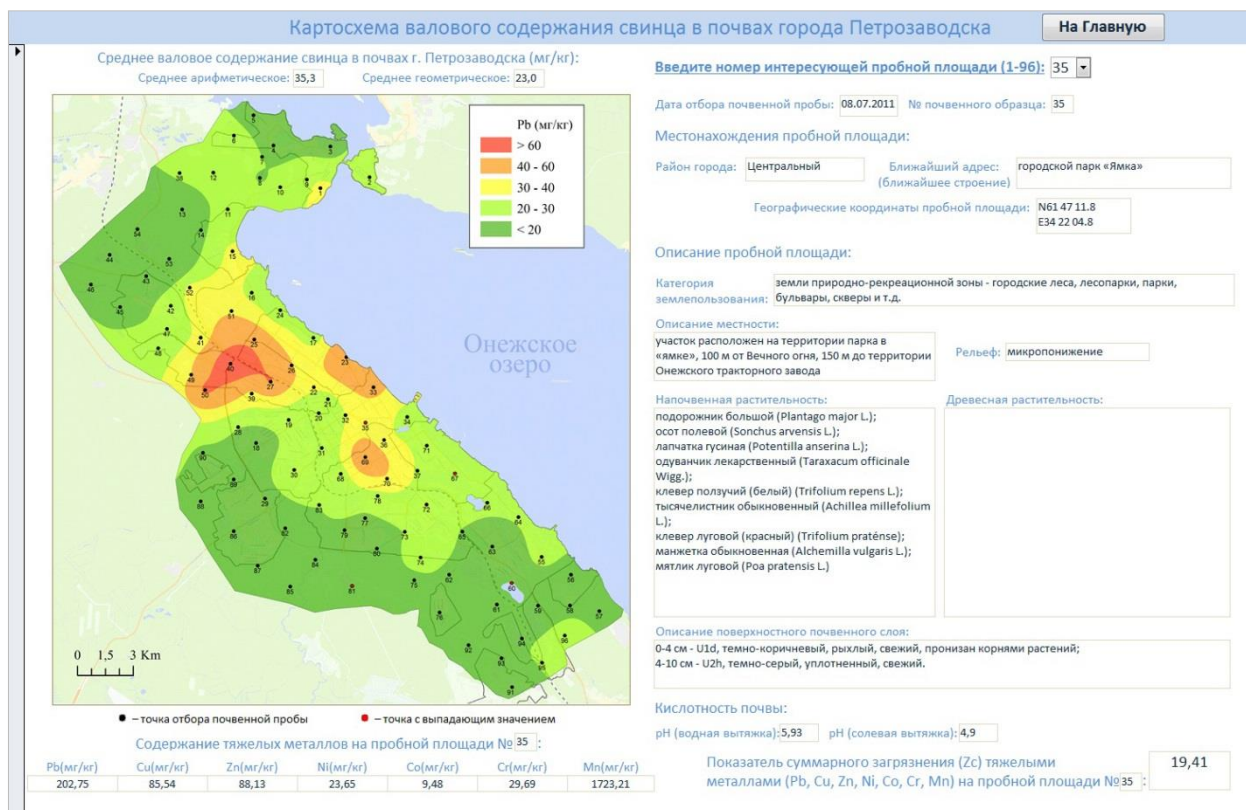 Картосхема валового содержания свинца в почвах города Петрозаводска
На Главную
Среднее валовое содержание свинца в почвах г. Петрозаводска (мг/кг):
Среднее арифметическое: 35,3 Среднее геометрическое: 23,0
Pb (мг/кг)
> 60
40 - 60
30 - 40
20 - 30
< 20
Онежское
озеро
0 1,5 3 Km
– точка отбора почвенной пробы
– точка с выпадающим значением
Содержание тяжелых металлов на пробной площади № 35 :
Pb(мг/кг) Cu(мг/кг) Zn(мг/кг) Ni(мг/кг) Co(мг/кг) Cr(мг/кг) Mn(мг/кг)
202,75 85,54 88,13 23,65 9,48 29,69 1723,21
Введите номер интересующей пробной площади (1-96): 35
Дата отбора почвенной пробы: 08.07.2011 № почвенного образца: 35
Местонахождения пробной площади:
Район города: Центральный
Ближайший адрес: городской парк «Ямка»
(ближайшее строение)
Географические координаты пробной площади: N61 47 11.8
E34 22 04.8
Описание пробной площади:
Категория
землепользования:
земли природно-рекреационной зоны - городские леса, лесопарки, парки,
бульвары, скверы и т.д.
Описание местности:
участок расположен на территории парка в
«ямке», 100 м от Вечного огня, 150 м до территории
Онежского тракторного завода
Рельеф: микропонижение
Напочвенная растительность:
подорожник большой (Plantago major L.);
осот полевой (Sonchus arvensis L.);
лапчатка гусиная (Potentilla anserina L.);
одуванчик лекарственный (Taraxacum officinale
Wigg.);
клевер ползучий (белый) (Trifolium repens L.);
тысячелистник обыкновенный (Achillea millefolium
L.);
клевер луговой (красный) (Trifolium praténse);
манжетка обыкновенная (Alchemilla vulgaris L.);
мятлик луговой (Poa pratensis L.)
Древесная растительность:
Описание поверхностного почвенного слоя:
0-4 см - U1d, темно-коричневый, рыхлый, свежий, пронизан корнями растений;
4-10 см - U2h, темно-серый, уплотненный, свежий.
Кислотность почвы:
pH (водная вытяжка): 5,93 pH (солевая вытяжка): 4,9
Показатель суммарного загрязнения (Zc) тяжелыми
металлами (Pb, Cu, Zn, Ni, Co, Cr, Mn) на пробной площади № 35 :
19,41